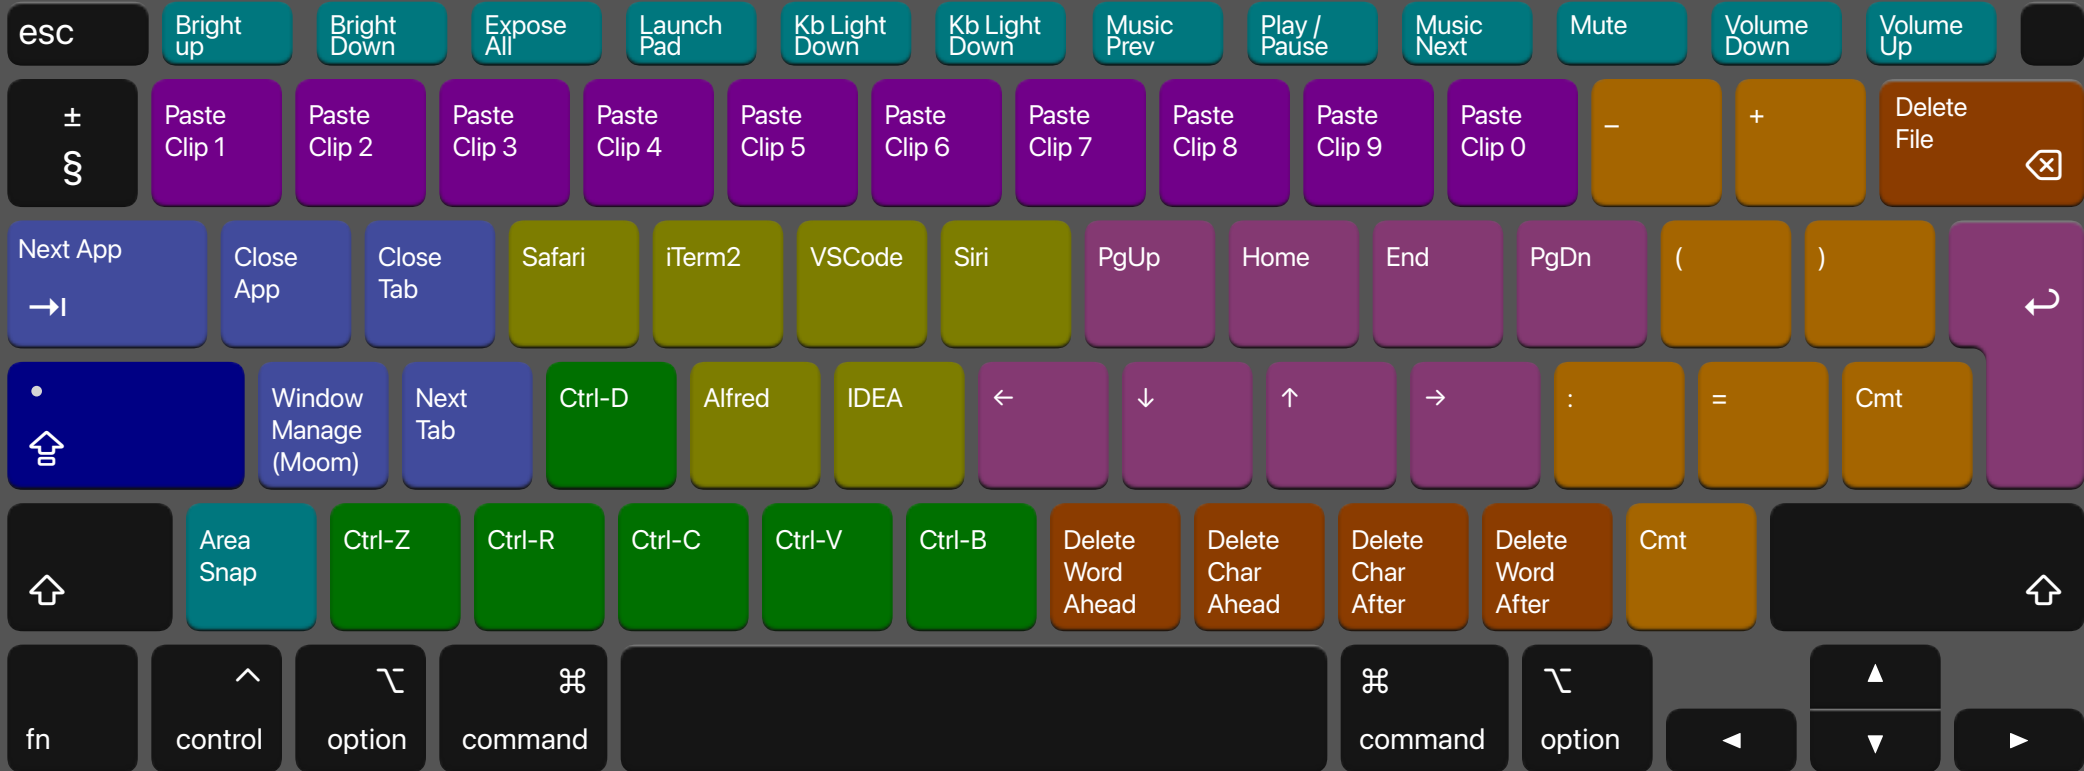 esc
Bright
up
Bright
Down
Expose
All
Launch
Pad
Kb Light
Down
Kb Light
Down
Music
Prev
Play /
Pause
Music
Next
Mute
Volume
Down
Volume
Up
±
§
Paste
Clip 1
Paste
Clip 2
Paste
Clip 3
Paste
Clip 4
Paste
Clip 5
Paste
Clip 6
Paste
Clip 7
Paste
Clip 8
Paste
Clip 9
Paste
Clip 0
_
+
Delete
File
⌫
Next App
⇥
Close
App
Close
Tab
Safari
iTerm2
VSCode
Siri
PgUp
Home
End
PgDn
(
)
↩
•
⇪
Window
Manage
(Moom)
Next
Tab
Ctrl-D
Alfred
IDEA
←
↓
↑
→
:
=
Cmt
⇧
Area
Snap
Ctrl-Z
Ctrl-R
Ctrl-C
Ctrl-V
Ctrl-B
Delete
Word
Ahead
Delete
Char
Ahead
Delete
Char
After
Delete
Word
After
Cmt
⇧
fn
^
control
⌥
option
⌘
command
⌘
command
⌥
option
◀
▲
▼
▶